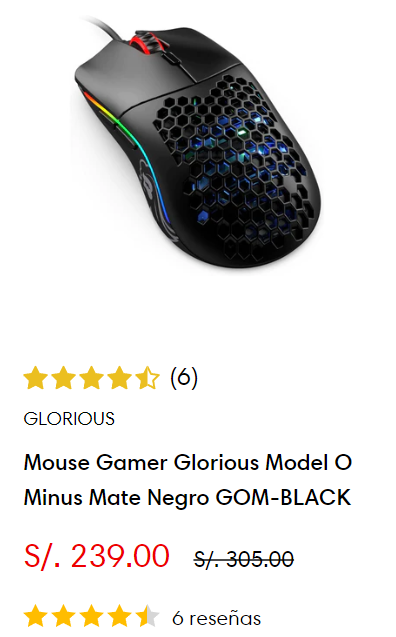 (6)
GLORIOUS
Mouse Gamer Glorious Model O
Minus Mate Negro GOM-BLACK
S/. 239.00 S/. 305.00
6 reseñas